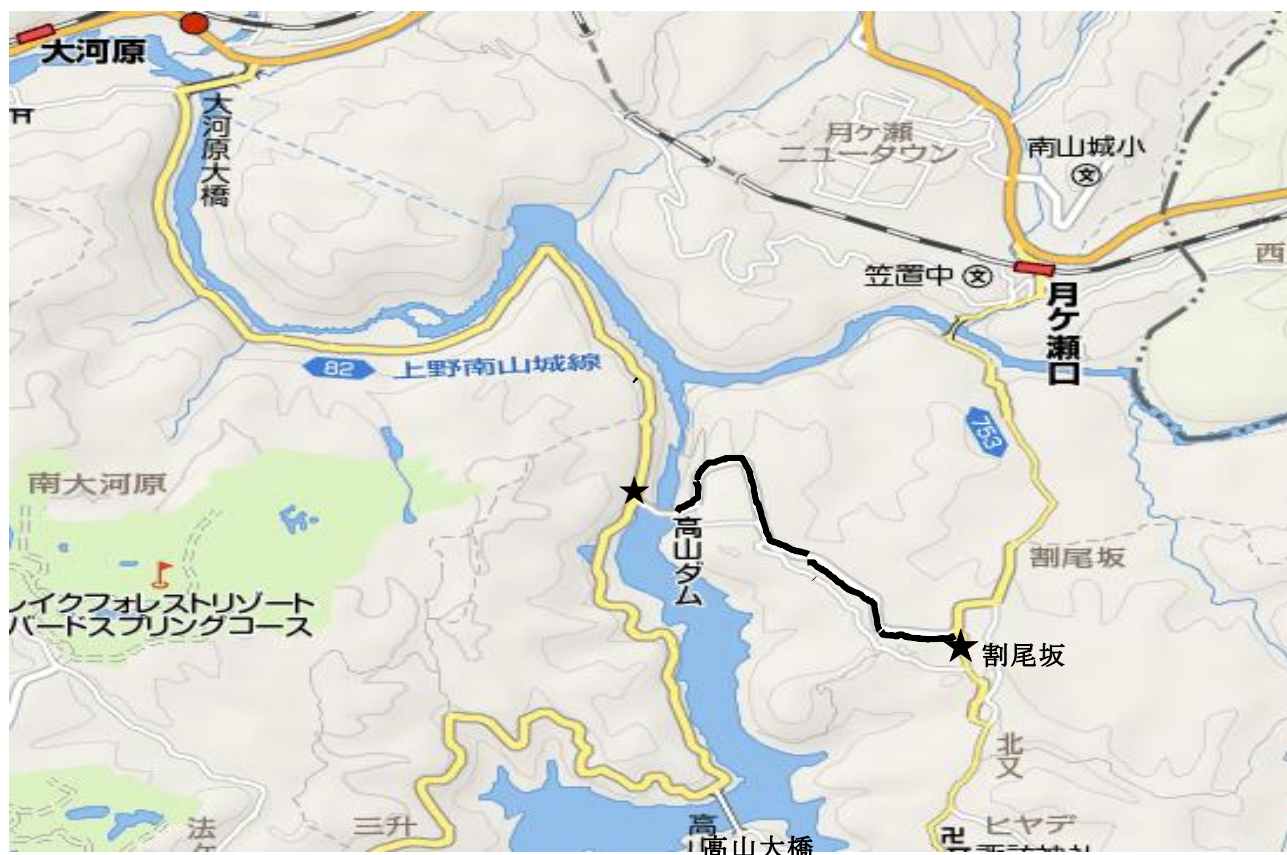 大河原
大河原大橋
月ケ瀬
ニュータウン
南山城小
文
笠置中
文
西
月ケ瀬口
82
上野南山城線
753
南大河原
高山ダム
割尾坂
レイクフォレストリゾート
バードスプリングコース
割尾坂
北又
三升
ヒヤデ
高山大橋